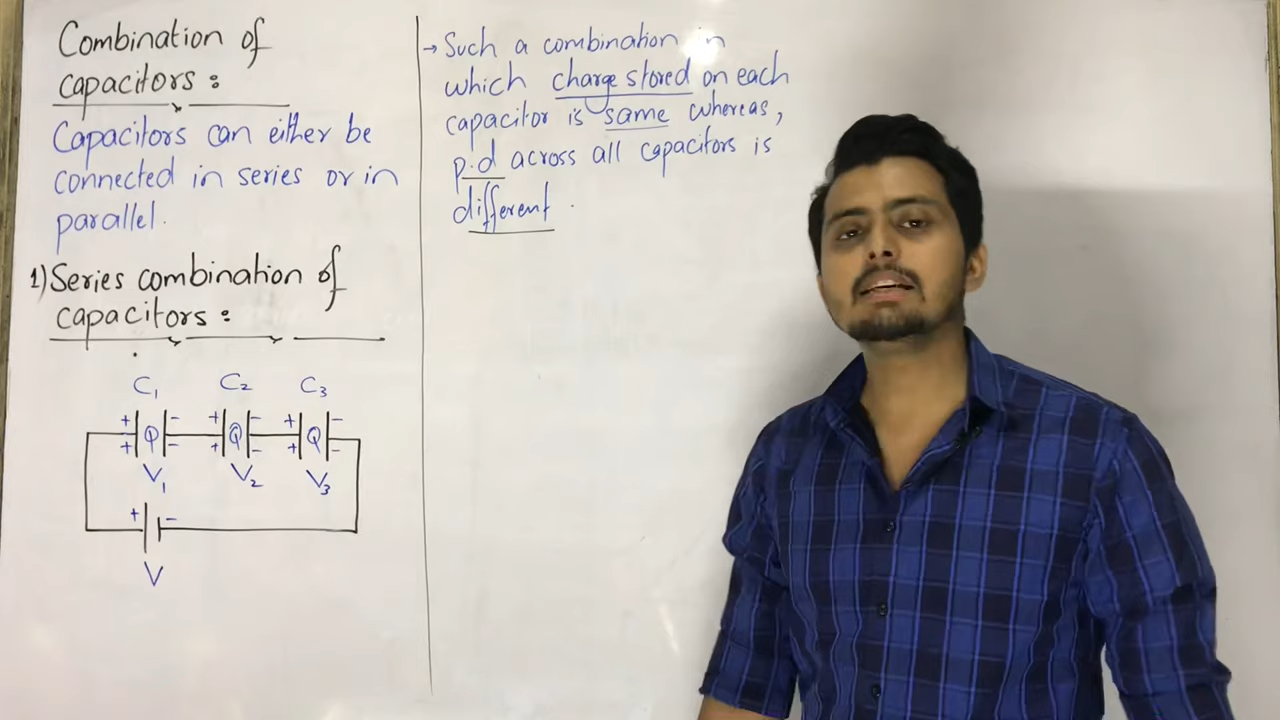 Combination of
capacitors :
Capacitors can either be
connected in series or in
parallel.
1) Series combination of
capacitors :
C₁ C₂ C₃
+ - + - + -
Q Q Q
+ - + - + -
V₁ V₂ V₃
+ -
V
→ Such a combination in
which charge stored on each
capacitor is same whereas,
p.d across all capacitors is
different .